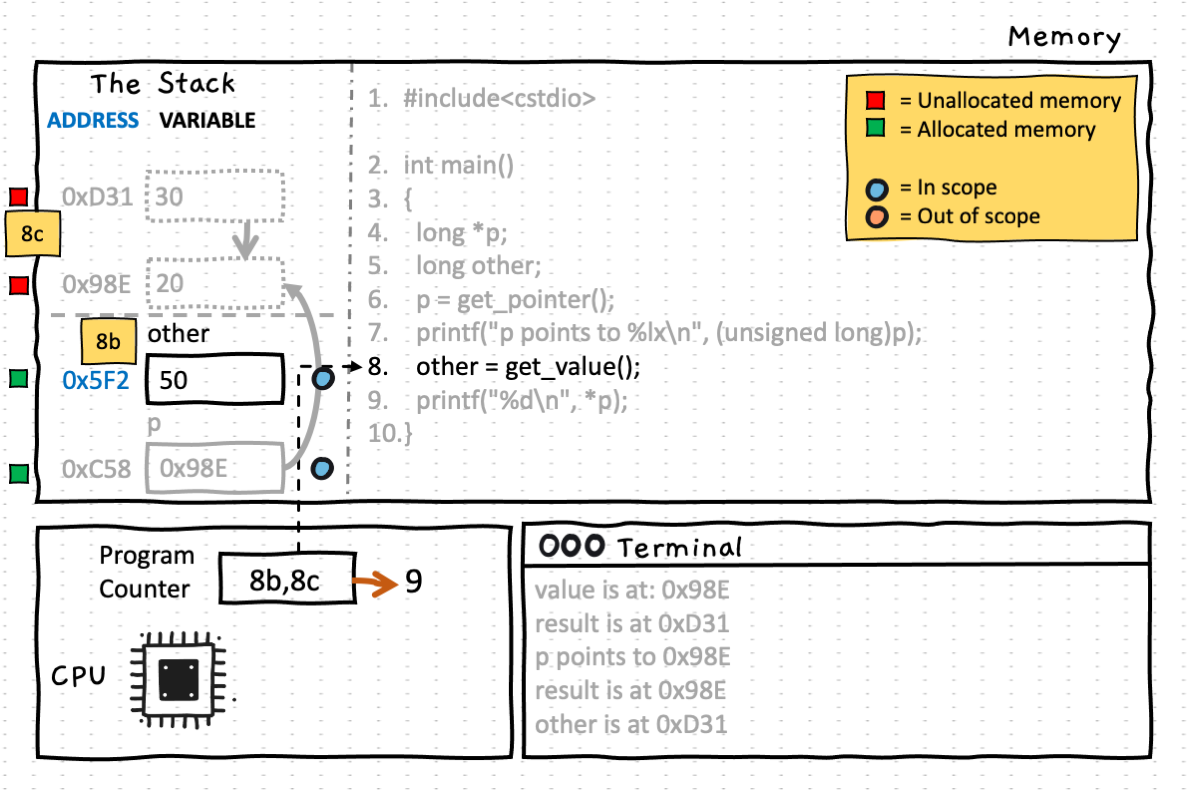 Memory
The Stack
ADDRESS VARIABLE
0xD31 30
8c
0x98E 20
8b other
0x5F2 50
p
0xC58 0x98E
1. #include<cstdio>
2. int main()
3. {
4. long *p;
5. long other;
6. p = get_pointer();
7. printf("p points to %lx\n", (unsigned long)p);
8. other = get_value();
9. printf("%d\n", *p);
10.}
= Unallocated memory
= Allocated memory
= In scope
= Out of scope
Program
Counter
8b,8c 9
CPU
Terminal
value is at: 0x98E
result is at 0xD31
p points to 0x98E
result is at 0x98E
other is at 0xD31